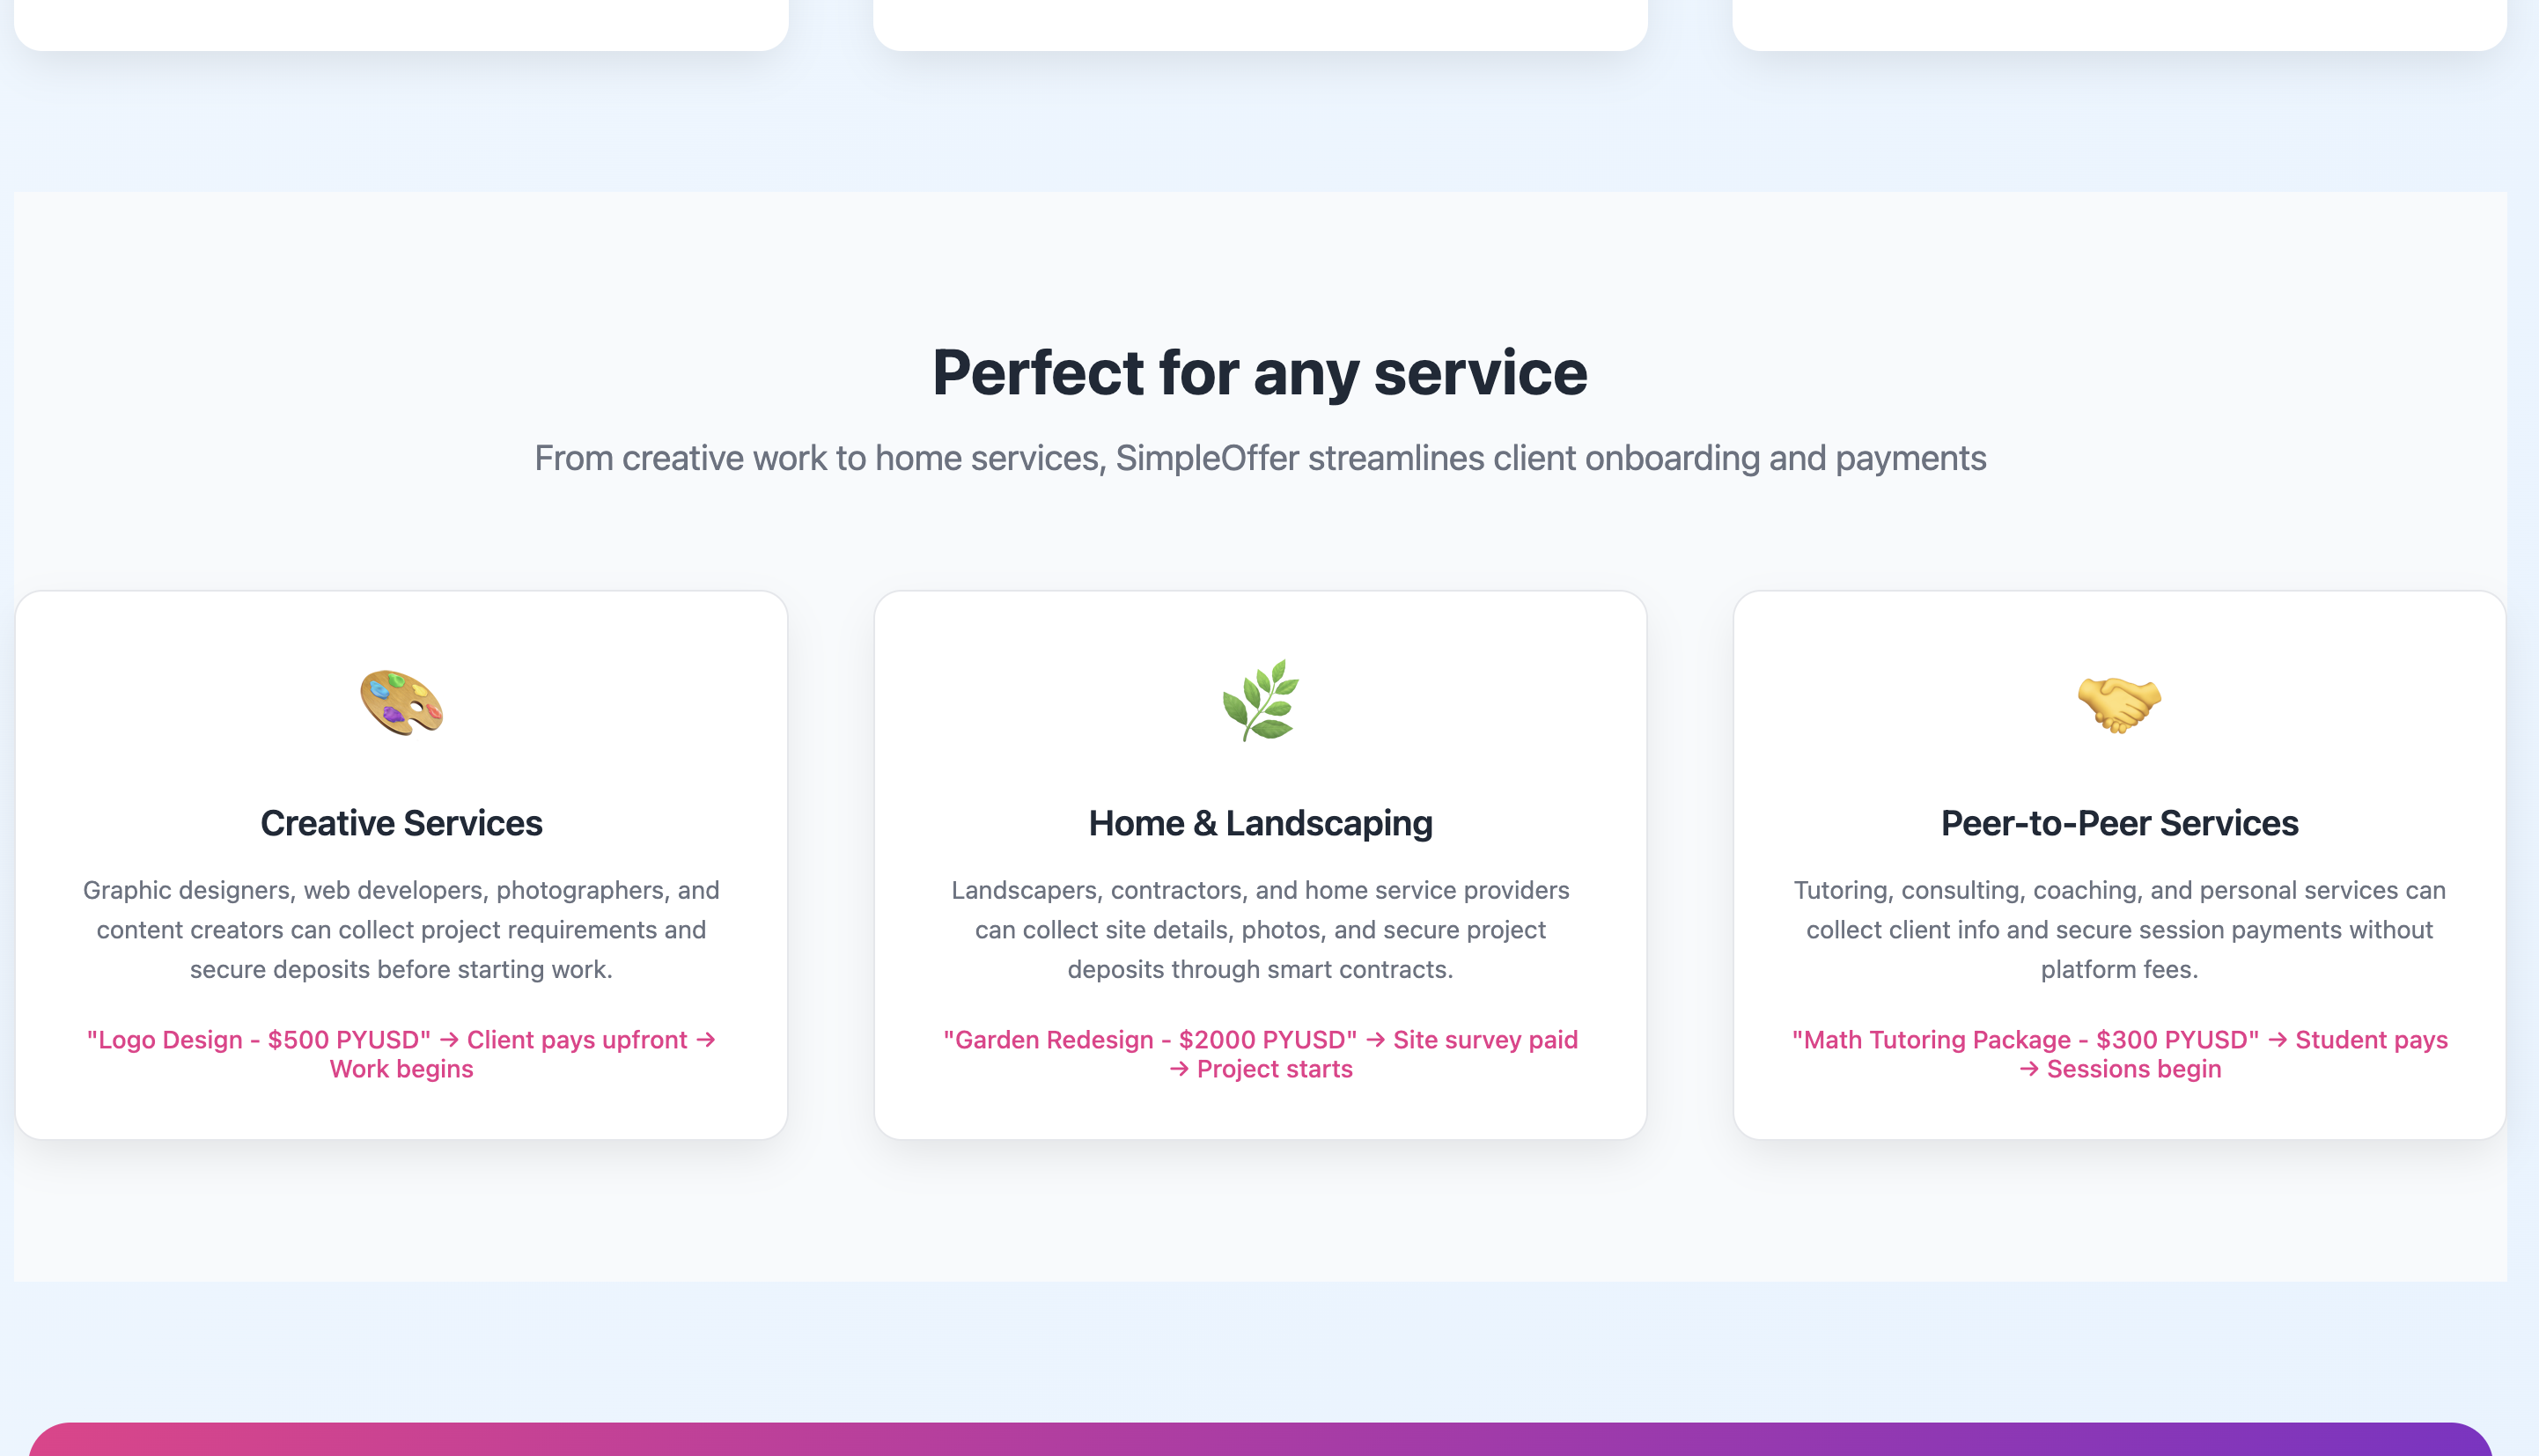 Perfect for any service
From creative work to home services, SimpleOffer streamlines client onboarding and payments
Creative Services
Graphic designers, web developers, photographers, and
content creators can collect project requirements and
secure deposits before starting work.
"Logo Design - $500 PYUSD" → Client pays upfront →
Work begins
Home & Landscaping
Landscapers, contractors, and home service providers
can collect site details, photos, and secure project
deposits through smart contracts.
"Garden Redesign - $2000 PYUSD" → Site survey paid
→ Project starts
Peer-to-Peer Services
Tutoring, consulting, coaching, and personal services can
collect client info and secure session payments without
platform fees.
"Math Tutoring Package - $300 PYUSD" → Student pays
→ Sessions begin